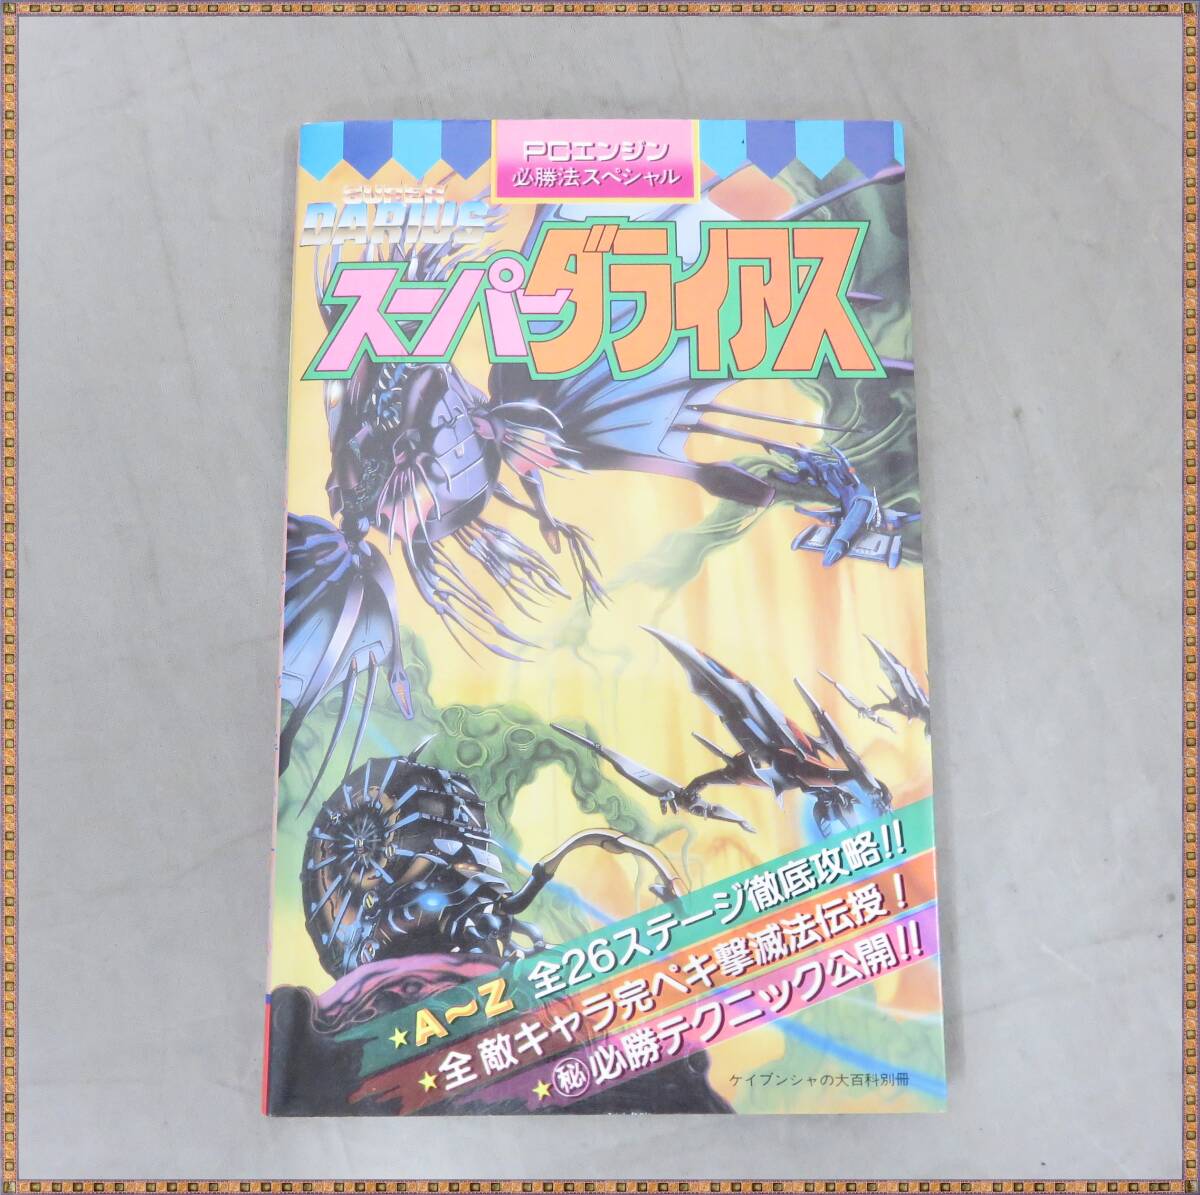 PCエンジン
必勝法スペシャル
SUPER
DARIUS
スーパーダライアス
★A〜Z 全26ステージ徹底攻略!!
★全敵キャラ完ペキ撃滅法伝授！
★㊙必勝テクニック公開!!
ケイブンシャの大百科別冊